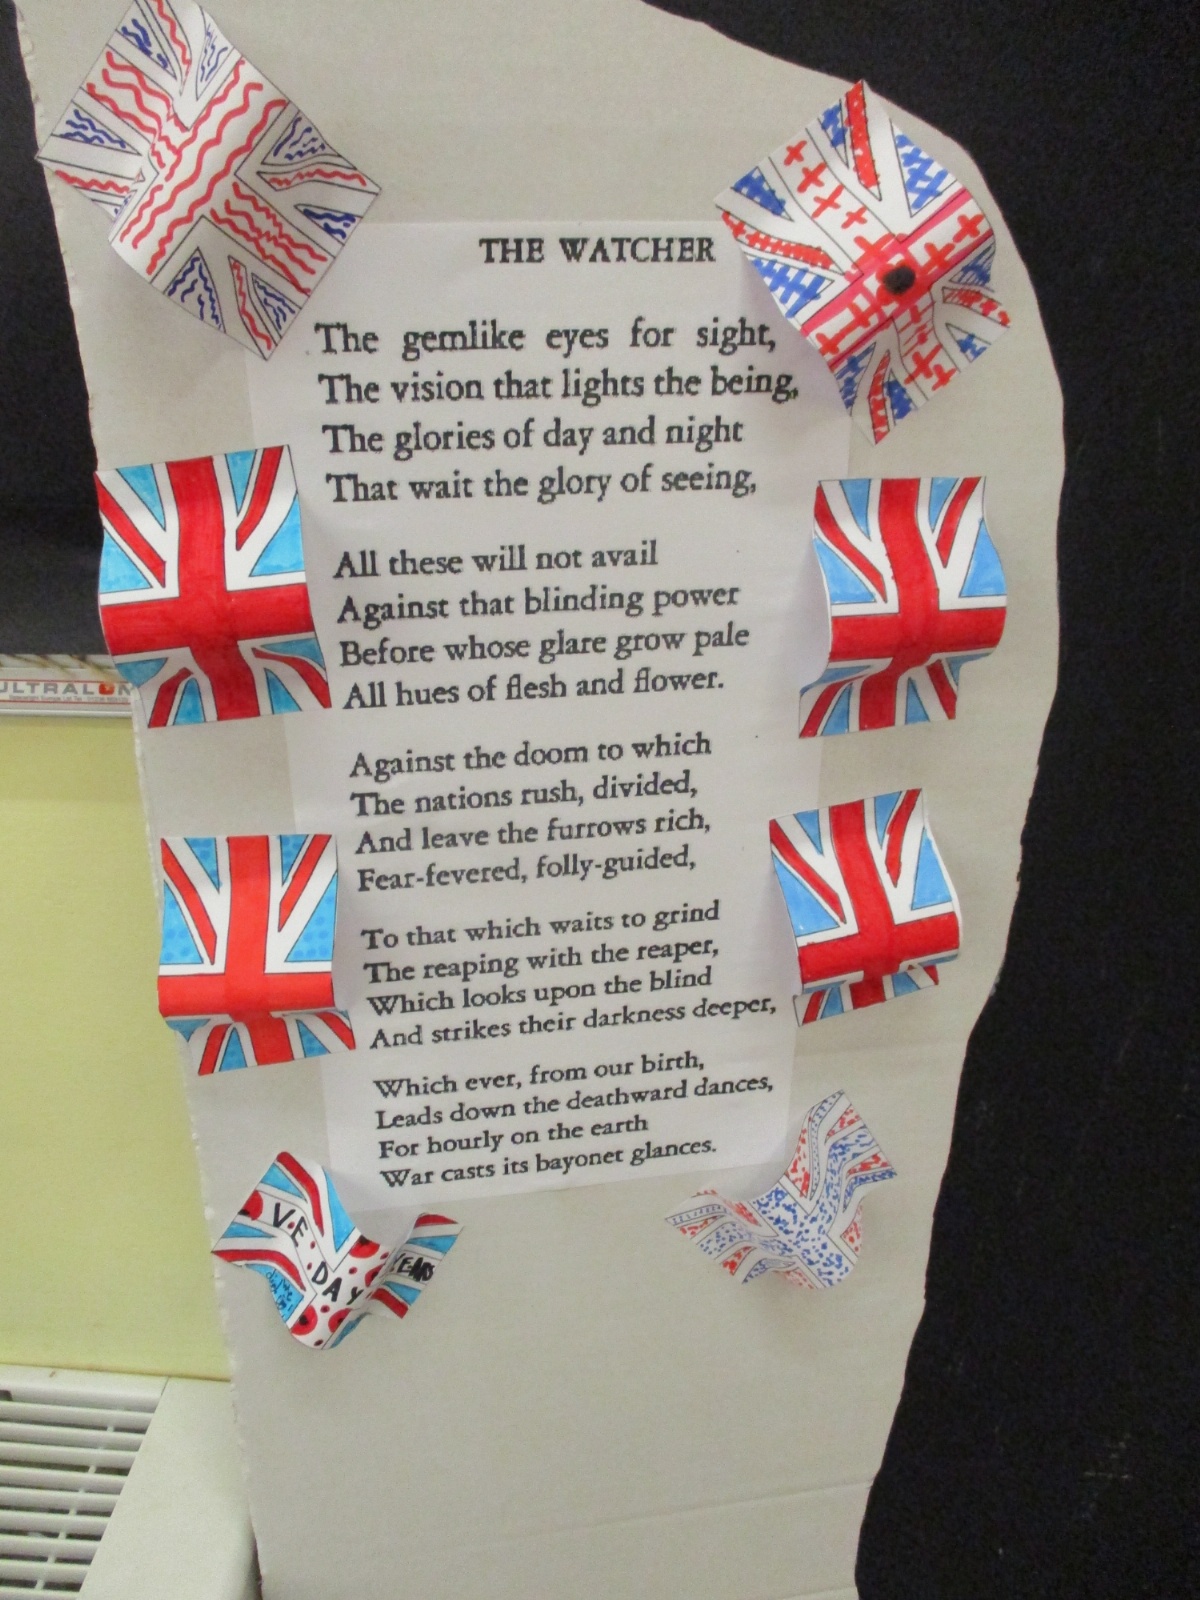 THE WATCHER
The gemlike eyes for sight,
The vision that lights the being,
The glories of day and night
That wait the glory of seeing,
All these will not avail
Against that blinding power
Before whose glare grow pale
All hues of flesh and flower.
Against the doom to which
The nations rush, divided,
And leave the furrows rich,
Fear-fevered, folly-guided,
To that which waits to grind
The reaping with the reaper,
Which looks upon the blind
And strikes their darkness deeper,
Which ever, from our birth,
Leads down the deathward dances,
For hourly on the earth
War casts its bayonet glances.
ULTRALON
V.E.
DAY
YEARS